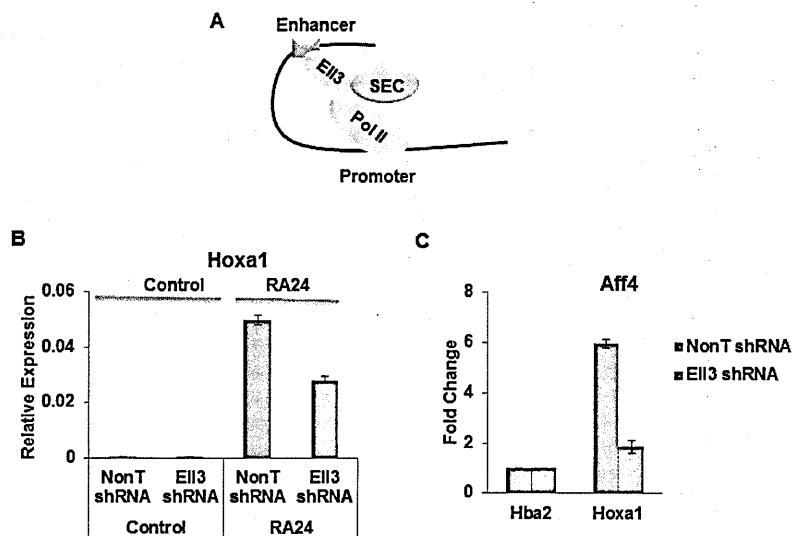 A
Enhancer
Ell3
SEC
Pol II
Promoter
B
Hoxa1
Control
RA24
Relative Expression
0.06
0.04
0.02
0
NonT shRNA
Ell3 shRNA
NonT shRNA
Ell3 shRNA
Control
RA24
C
Aff4
Fold Change
8
6
4
2
0
Hba2
Hoxa1
NonT shRNA
Ell3 shRNA